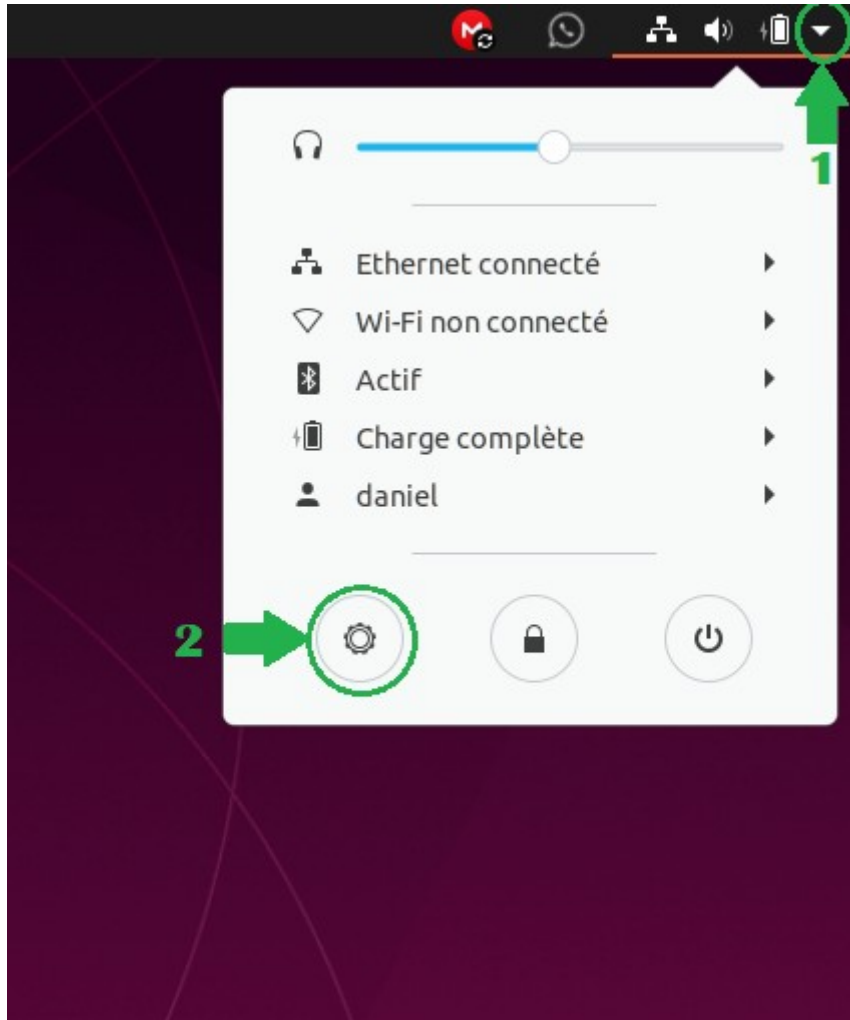 1
Ethernet connecté
Wi-Fi non connecté
Actif
Charge complète
daniel
2